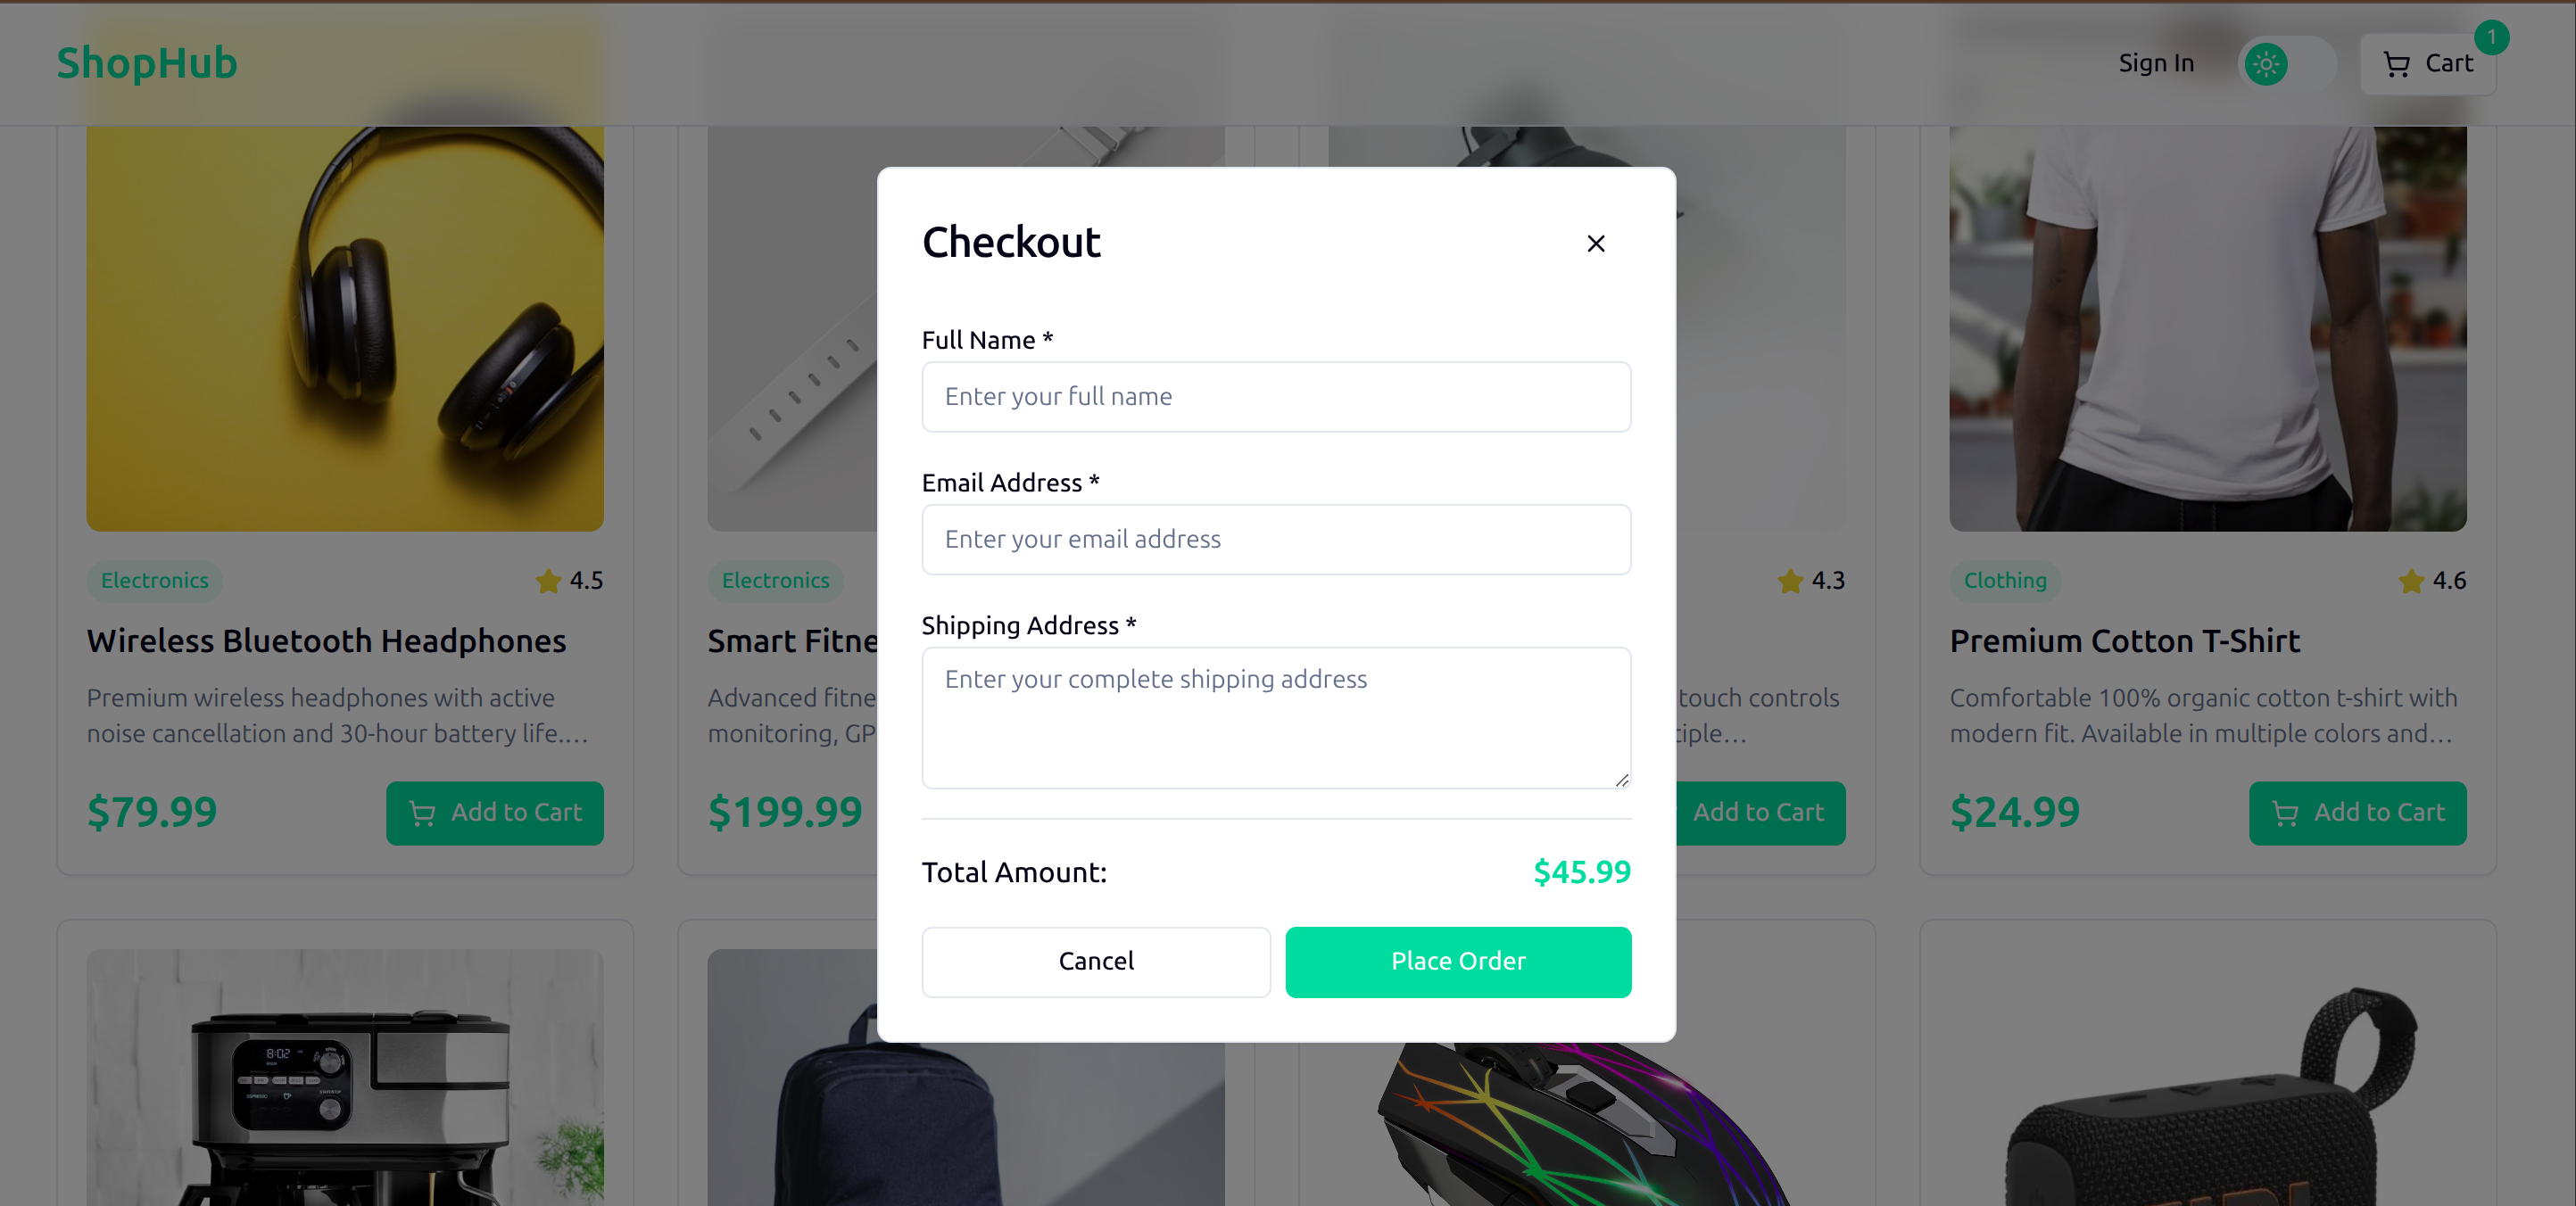 ShopHub
Sign In
Cart
1
Checkout
Full Name *
Enter your full name
Email Address *
Enter your email address
Shipping Address *
Enter your complete shipping address
Total Amount:
$45.99
Cancel
Place Order
Electronics
4.5
Wireless Bluetooth Headphones
Premium wireless headphones with active
noise cancellation and 30-hour battery life....
$79.99
Add to Cart
Electronics
Smart Fitne
Advanced fitne
monitoring, GP
$199.99
4.3
touch controls
tiple...
Add to Cart
Clothing
4.6
Premium Cotton T-Shirt
Comfortable 100% organic cotton t-shirt with
modern fit. Available in multiple colors and...
$24.99
Add to Cart
8:02